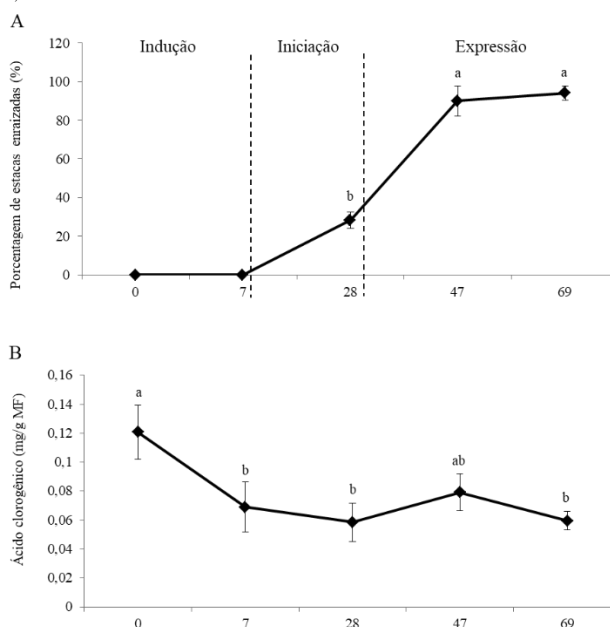 A
Indução Iniciação Expressão
Porcentagem de estacas enraizadas (%)
120
100
80
60
40
20
0
a a
b
0 7 28 47 69
B
Ácido clorogênico (mg/g MF)
0,16
0,14
0,12
0,1
0,08
0,06
0,04
0,02
0
a
b b ab b
0 7 28 47 69